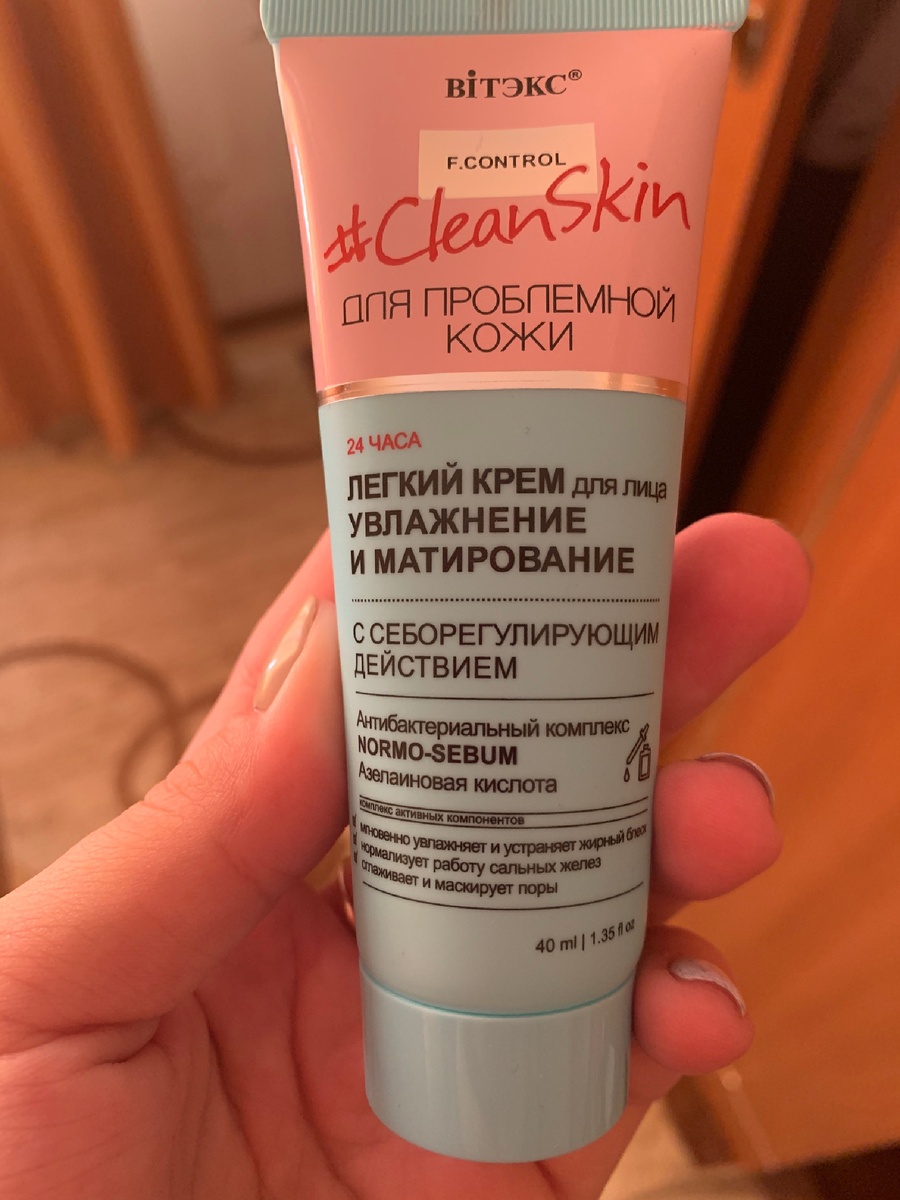 ВІТЭКС®
F.CONTROL
#CleanSkin
ДЛЯ ПРОБЛЕМНОЙ
КОЖИ
24 ЧАСА
ЛЕГКИЙ КРЕМ для лица
УВЛАЖНЕНИЕ
И МАТИРОВАНИЕ
С СЕБОРЕГУЛИРУЮЩИМ
ДЕЙСТВИЕМ
Антибактериальный комплекс
NORMO-SEBUM
Азелаиновая кислота
комплекс активных компонентов
мгновенно увлажняет и устраняет жирный блеск
нормализует работу сальных желез
сглаживает и маскирует поры
40 ml | 1.35 fl oz